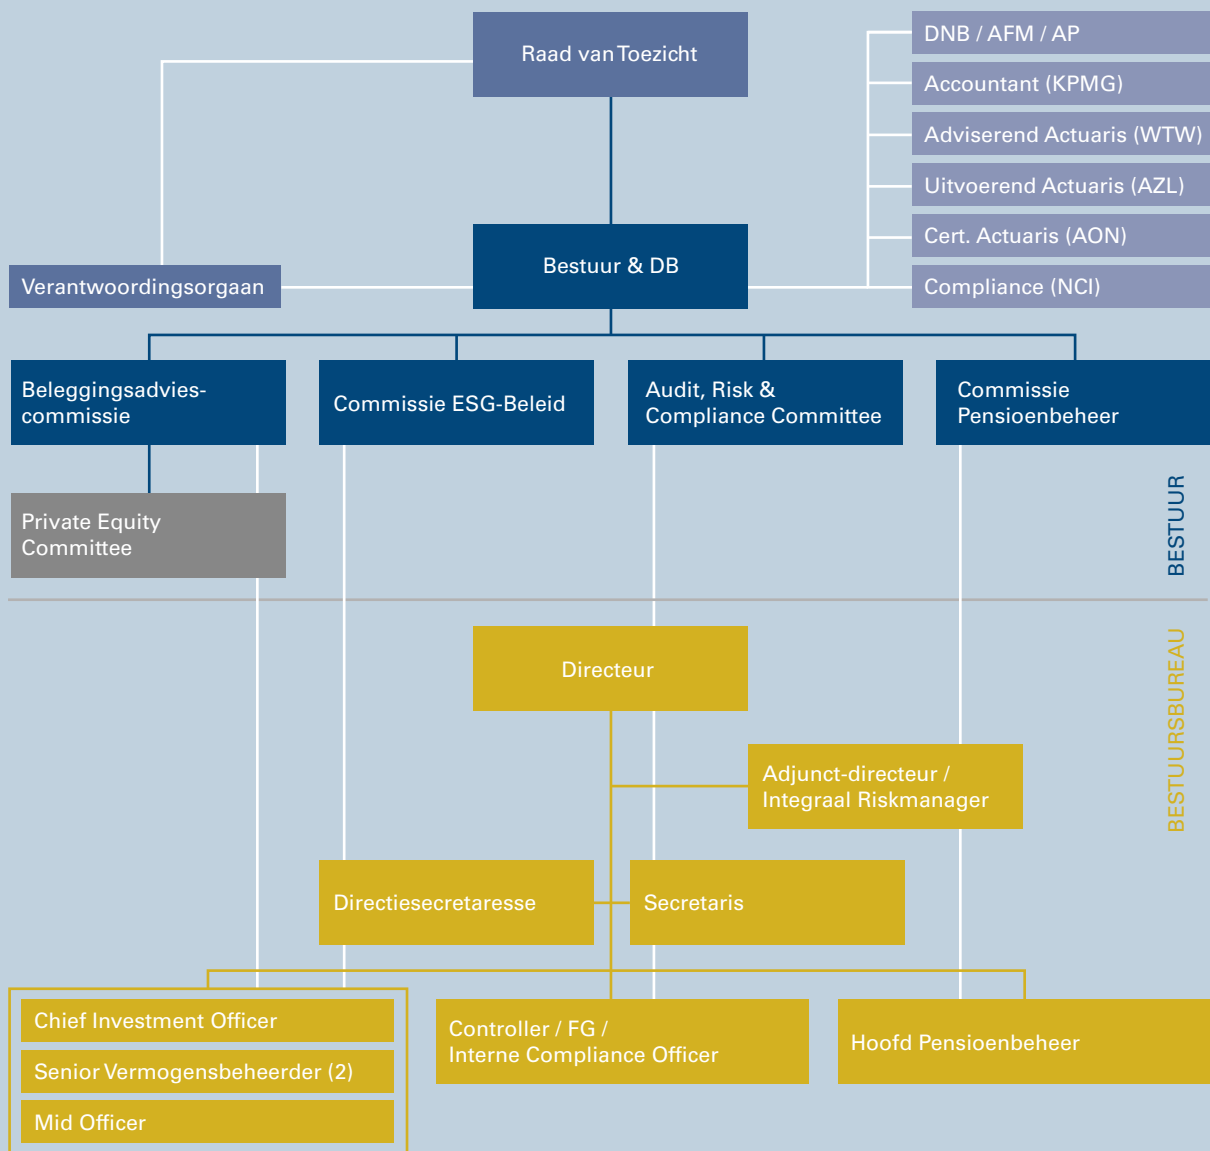 Raad van Toezicht
DNB / AFM / AP
Accountant (KPMG)
Adviserend Actuaris (WTW)
Uitvoerend Actuaris (AZL)
Cert. Actuaris (AON)
Compliance (NCI)
Bestuur & DB
Verantwoordingsorgaan
Beleggingsadvies-
commissie
Commissie ESG-Beleid
Audit, Risk &
Compliance Committee
Commissie
Pensioenbeheer
Private Equity
Committee
BESTUUR
BESTUURSBUREAU
Directeur
Adjunct-directeur /
Integraal Riskmanager
Directiesecretaresse
Secretaris
Chief Investment Officer
Senior Vermogensbeheerder (2)
Mid Officer
Controller / FG /
Interne Compliance Officer
Hoofd Pensioenbeheer